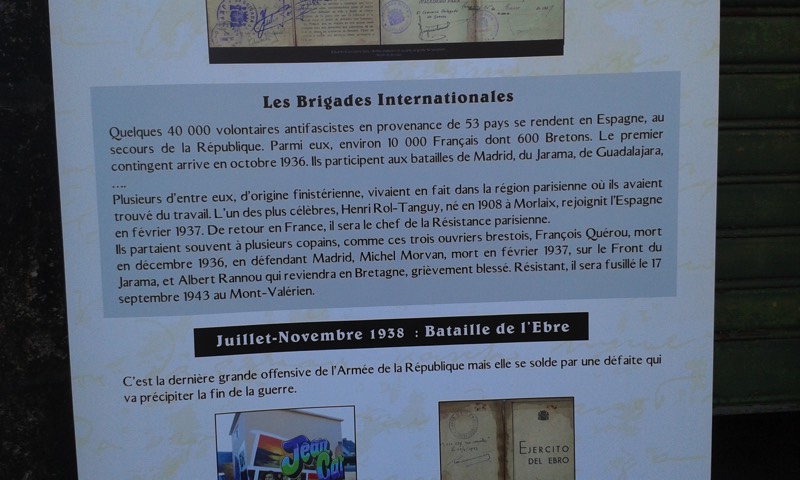 Les Brigades Internationales
Quelques 40 000 volontaires antifascistes en provenance de 53 pays se rendent en Espagne, au
secours de la République. Parmi eux, environ 10 000 Français dont 600 Bretons. Le premier
contingent arrive en octobre 1936. Ils participent aux batailles de Madrid, du Jarama, de Guadalajara,
....
Plusieurs d'entre eux, d'origine finistérienne, vivaient en fait dans la région parisienne où ils avaient
trouvé du travail. L'un des plus célèbres, Henri Rol-Tanguy, né en 1908 à Morlaix, rejoignit l'Espagne
en février 1937. De retour en France, il sera le chef de la Résistance parisienne.
Ils partaient souvent à plusieurs copains, comme ces trois ouvriers brestois, François Quérou, mort
en décembre 1936, en défendant Madrid, Michel Morvan, mort en février 1937, sur le Front du
Jarama, et Albert Rannou qui reviendra en Bretagne, grièvement blessé. Résistant, il sera fusillé le 17
septembre 1943 au Mont-Valérien.
Juillet-Novembre 1938 : Bataille de l'Ebre
C'est la dernière grande offensive de l'Armée de la République mais elle se solde par une défaite qui
va précipiter la fin de la guerre.
Jean
Car
EJERCITO
DEL EBRO